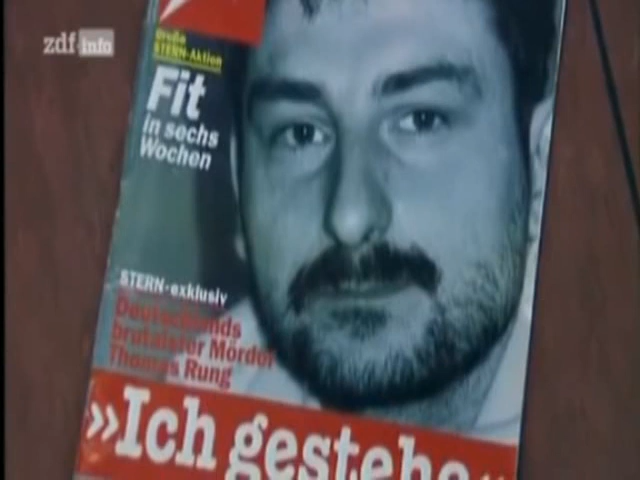 zdf info
Große
STERN-Aktion
Fit
in sechs
Wochen
STERN-exklusiv
Deutschlands
brutalster Mörder
Thomas Rung
»Ich gestehe«